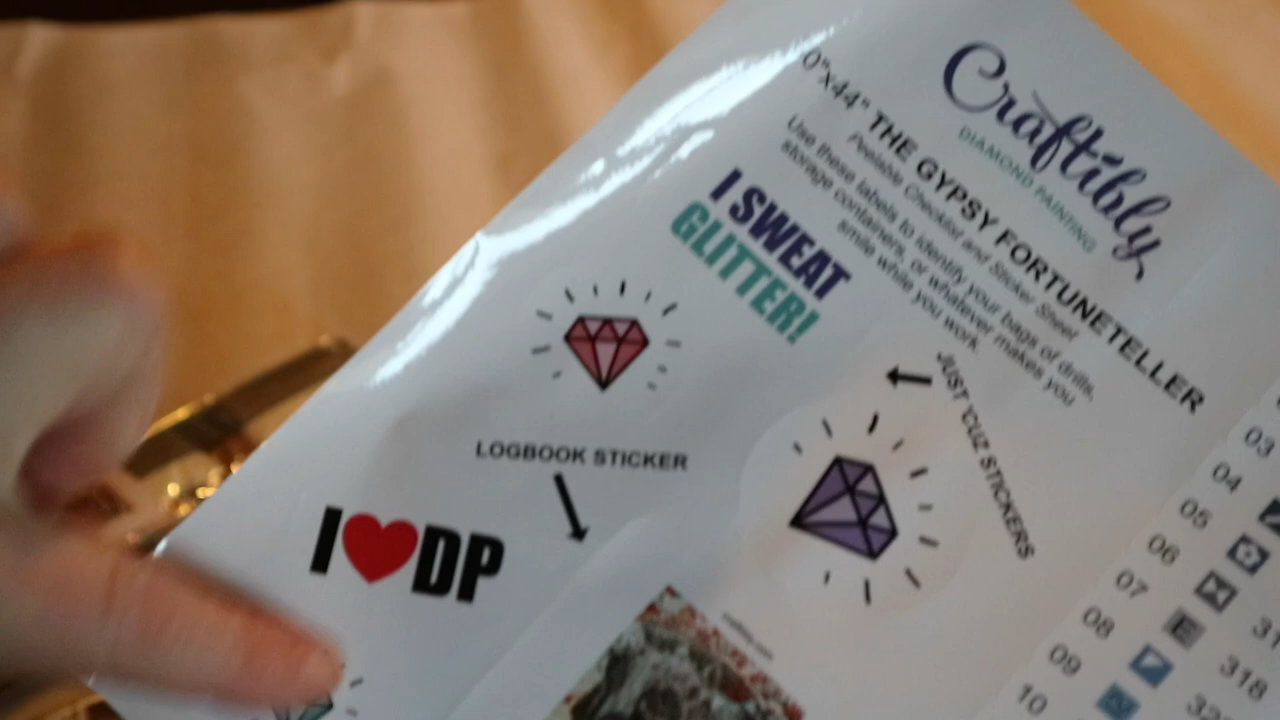 Craftibly
DIAMOND PAINTING
0"x44" THE GYPSY FORTUNETELLER
Peelable Checklist and Sticker Sheet
Use these labels to identify your bags of drills,
storage containers, or whatever makes you
smile while you work.
I SWEAT
GLITTER!
JUST 'CUZ STICKERS
LOGBOOK STICKER
I ❤ DP
03
04
05
06
07
08
09
10
31
318
32